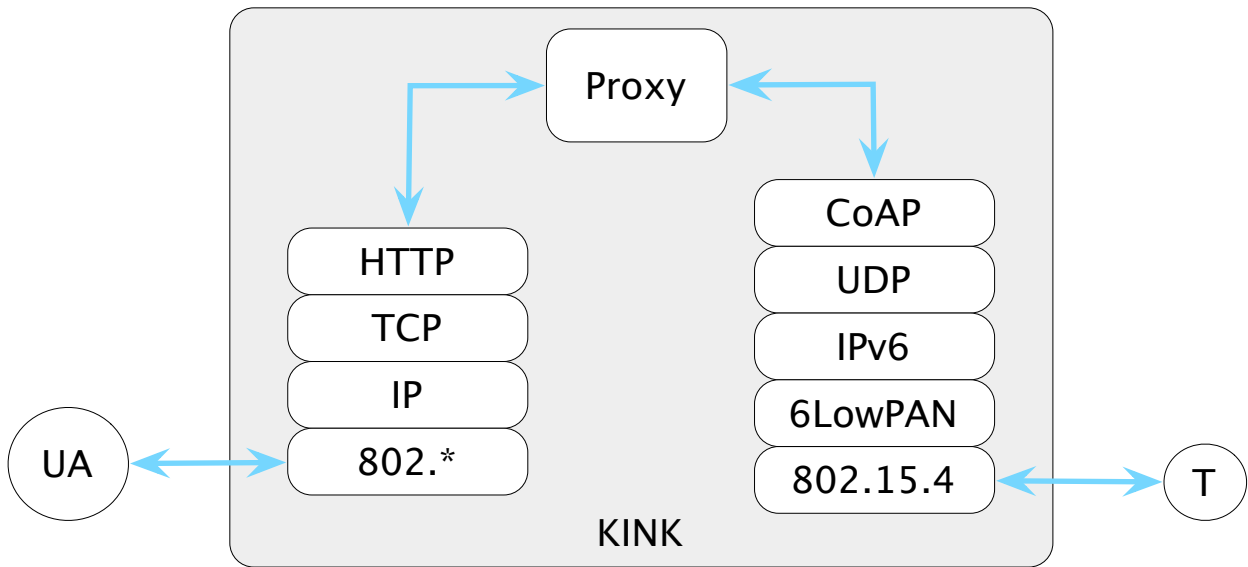 Proxy
HTTP
TCP
IP
802.*
CoAP
UDP
IPv6
6LowPAN
802.15.4
UA
T
KINK